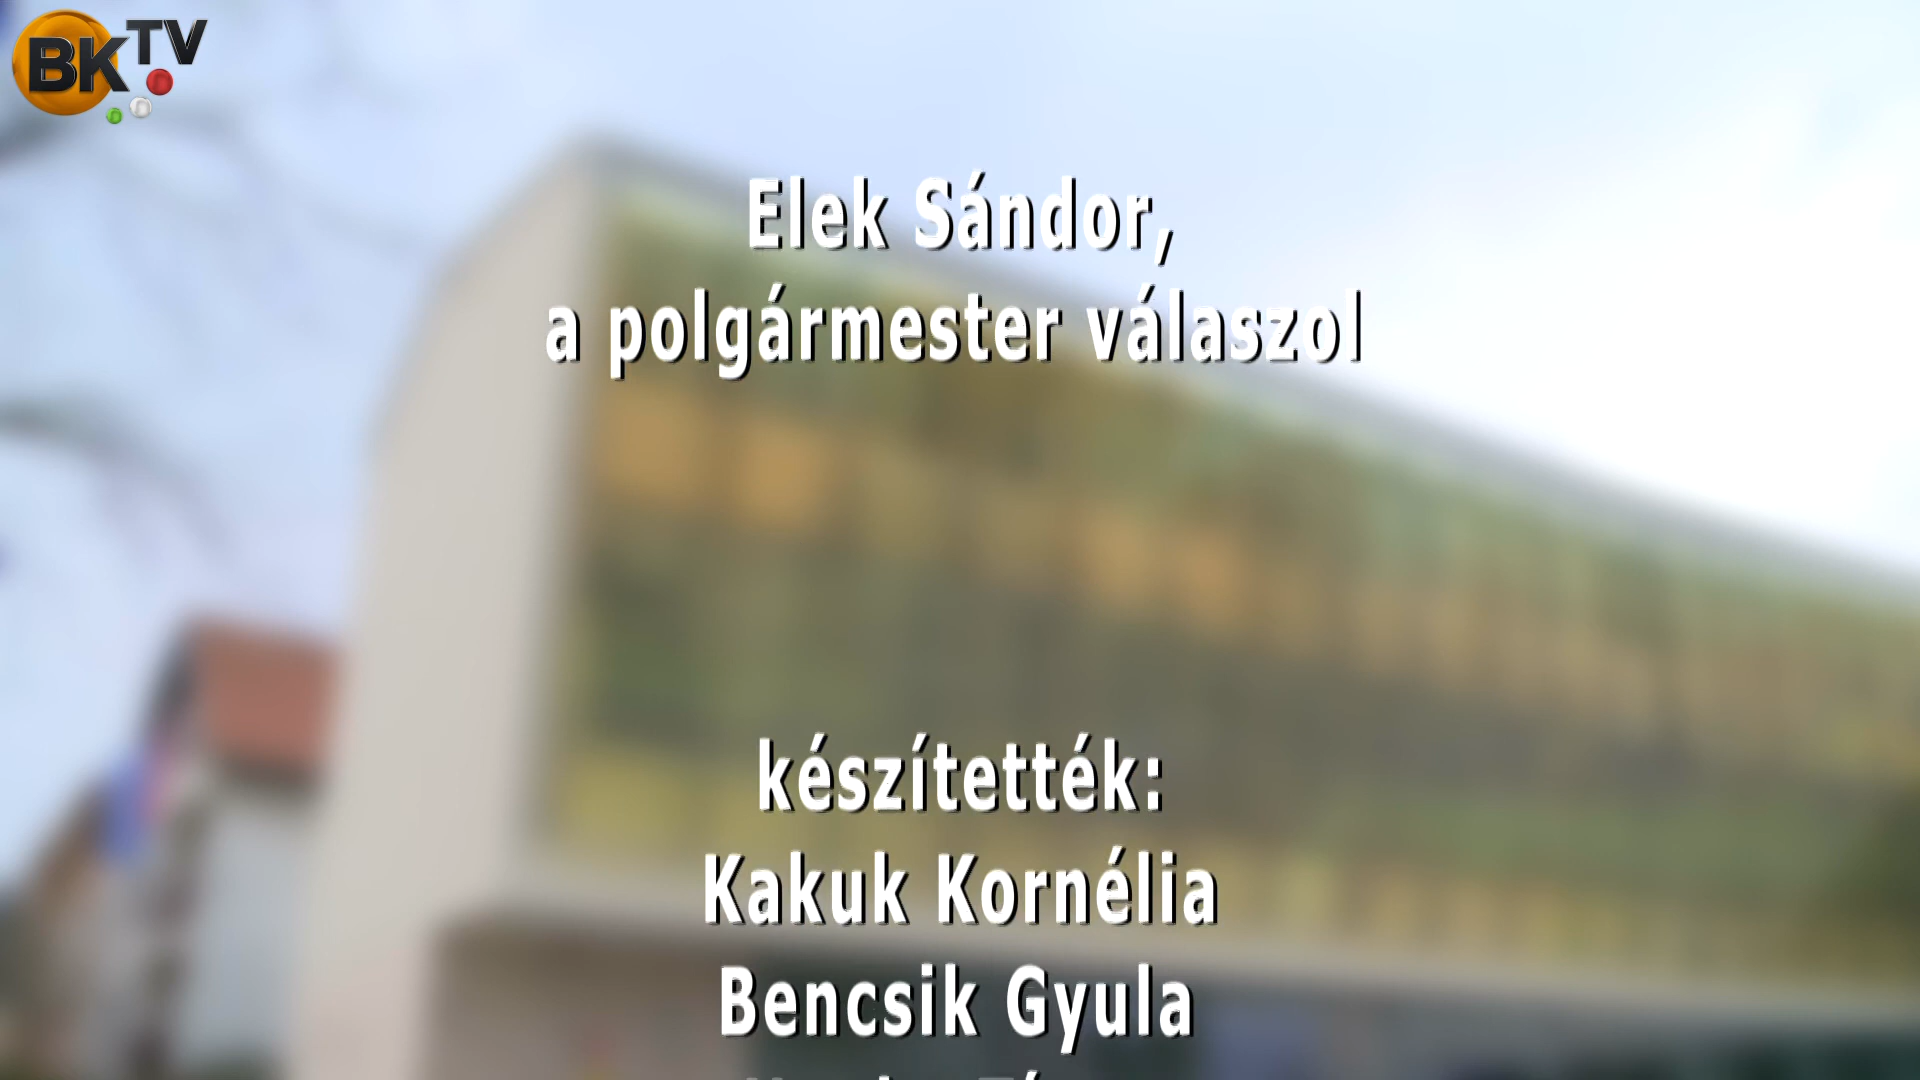 BKTV
Elek Sándor,
a polgármester válaszol
készítették:
Kakuk Kornélia
Bencsik Gyula